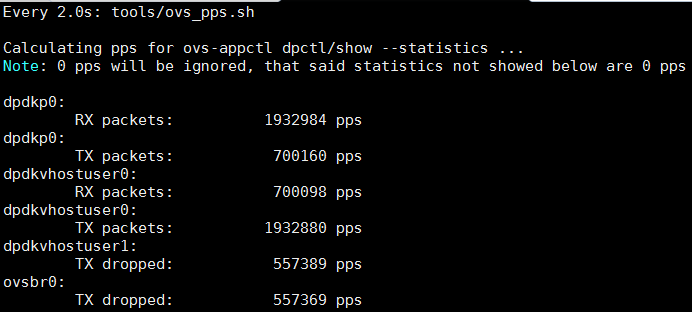 Every 2.0s: tools/ovs_pps.sh
Calculating pps for ovs-appctl dpctl/show --statistics ...
Note: 0 pps will be ignored, that said statistics not showed below are 0 pps
dpdkp0:
RX packets: 1932984 pps
dpdkp0:
TX packets: 700160 pps
dpdkvhostuser0:
RX packets: 700098 pps
dpdkvhostuser0:
TX packets: 1932880 pps
dpdkvhostuser1:
TX dropped: 557389 pps
ovsbr0:
TX dropped: 557369 pps